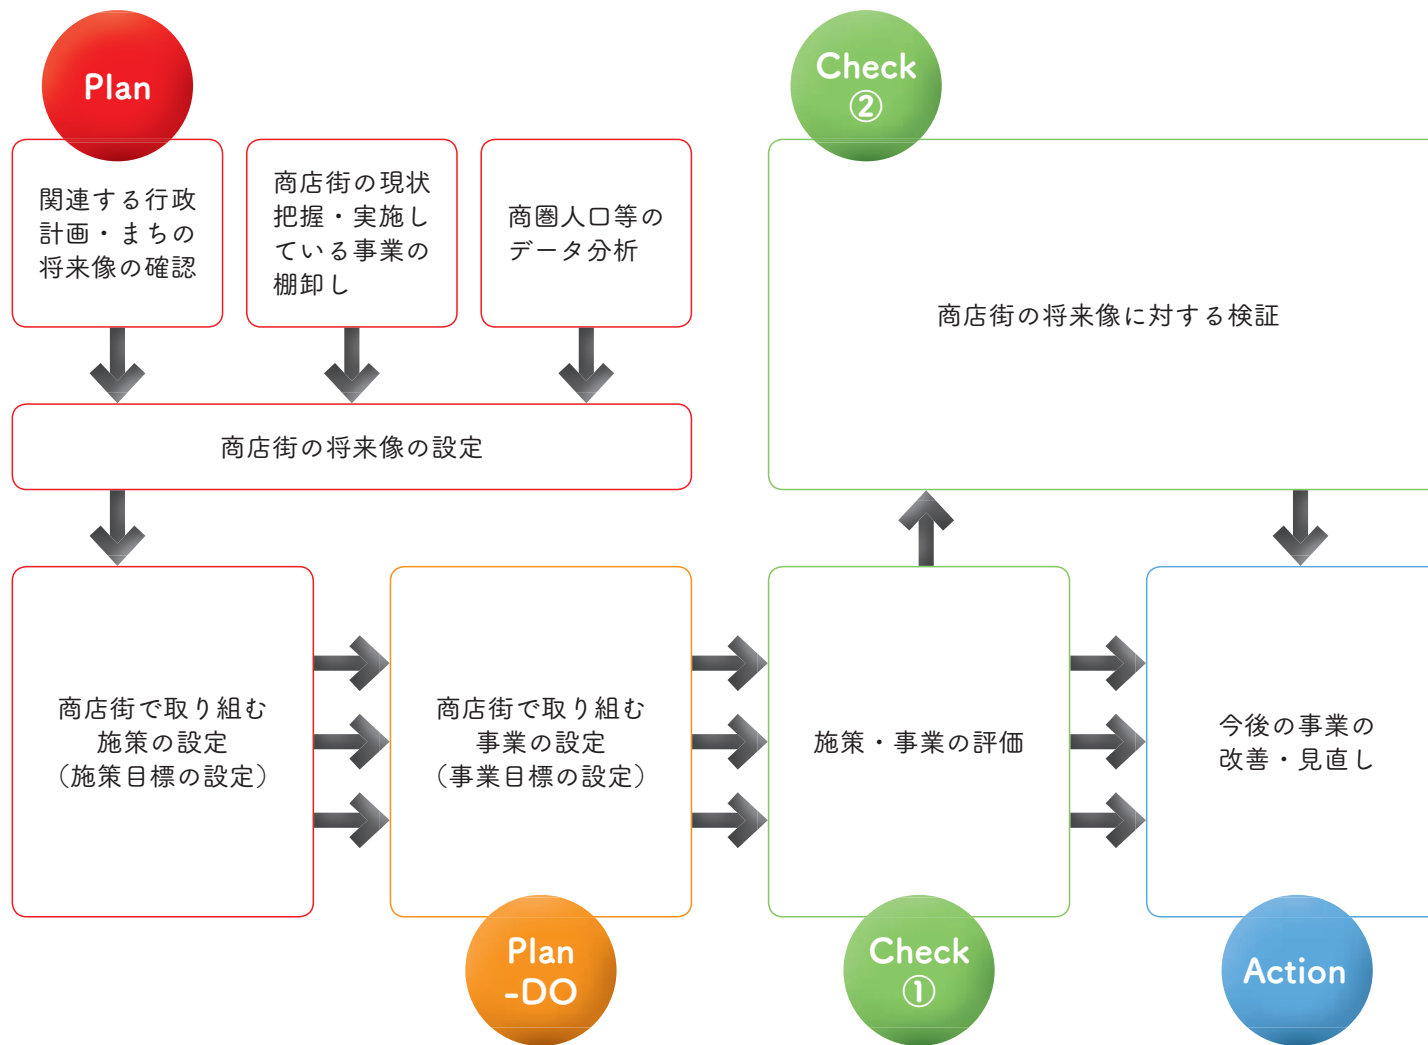 Plan
関連する行政
計画・まちの
将来像の確認
商店街の現状
把握・実施し
ている事業の
棚卸し
商圏人口等の
データ分析
商店街の将来像の設定
商店街で取り組む
施策の設定
（施策目標の設定）
商店街で取り組む
事業の設定
（事業目標の設定）
Plan
-DO
施策・事業の評価
Check
①
Check
②
商店街の将来像に対する検証
今後の事業の
改善・見直し
Action